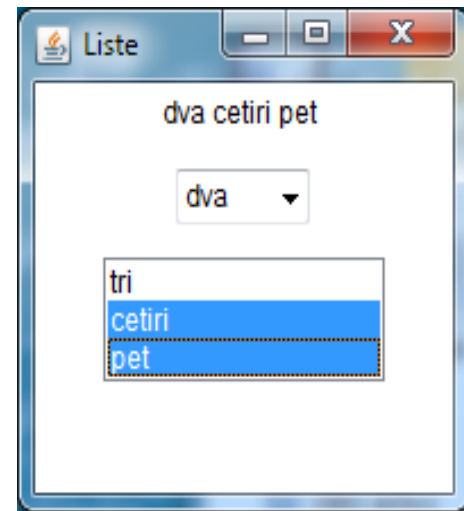 Liste
dva cetiri pet
dva
tri
cetiri
pet